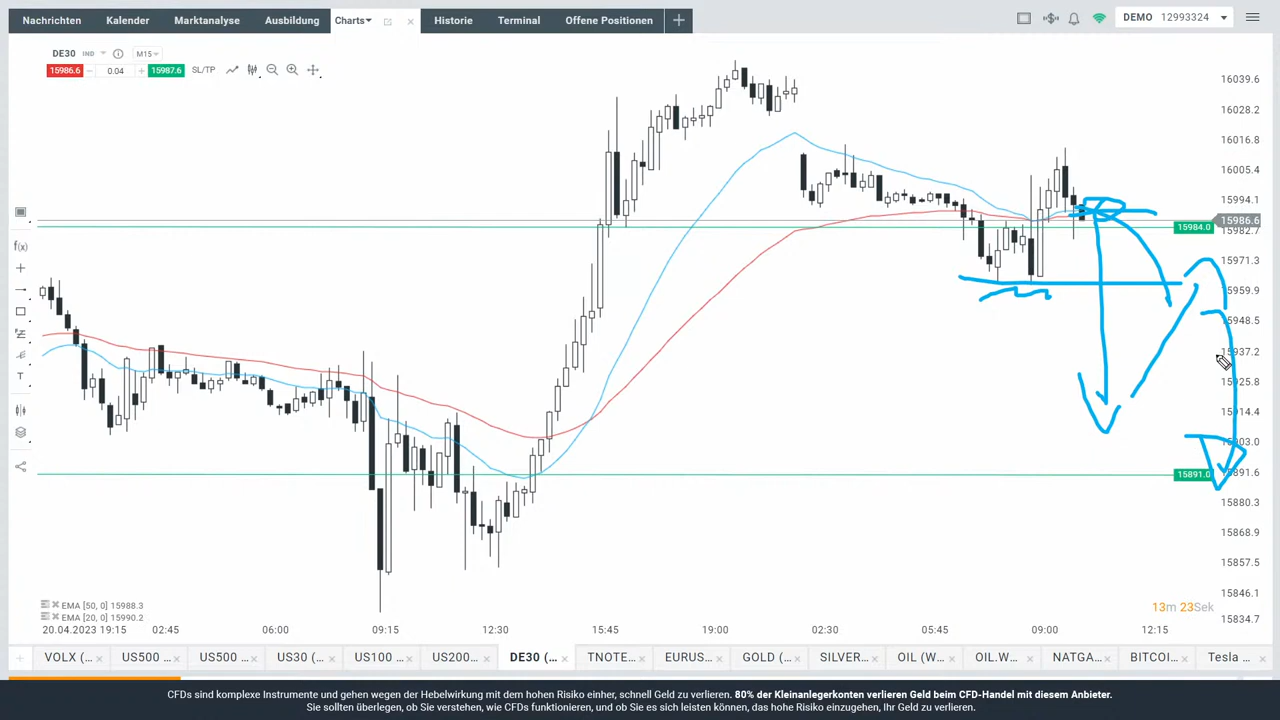 Nachrichten Kalender Marktanalyse Ausbildung Charts Historie Terminal Offene Positionen DEMO 12993324
DE30 IND M15
15986.6 0.04 15987.6 SL/TP
16039.6
16028.2
16016.8
16005.4
15994.1
15986.6
15984.0
15982.7
15971.3
15959.9
15948.5
15937.2
15925.8
15914.4
15903.0
15891.0
15891.6
15880.3
15868.9
15857.5
15846.1
15834.7
f(x)
T
EMA [50, 0] 15988.3
EMA [20, 0] 15990.2
13m 23Sek
20.04.2023 19:15 02:45 06:00 09:15 12:30 15:45 19:00 02:30 05:45 09:00 12:15
VOLX (... US500 ... US500 ... US30 (... US100 ... US200... DE30 (... TNOTE... EURUS... GOLD (... SILVER... OIL (W... OIL.W... NATGA... BITCOI... Tesla ...
CFDs sind komplexe Instrumente und gehen wegen der Hebelwirkung mit dem hohen Risiko einher, schnell Geld zu verlieren. 80% der Kleinanlegerkonten verlieren Geld beim CFD-Handel mit diesem Anbieter.
Sie sollten überlegen, ob Sie verstehen, wie CFDs funktionieren, und ob Sie es sich leisten können, das hohe Risiko einzugehen, Ihr Geld zu verlieren.